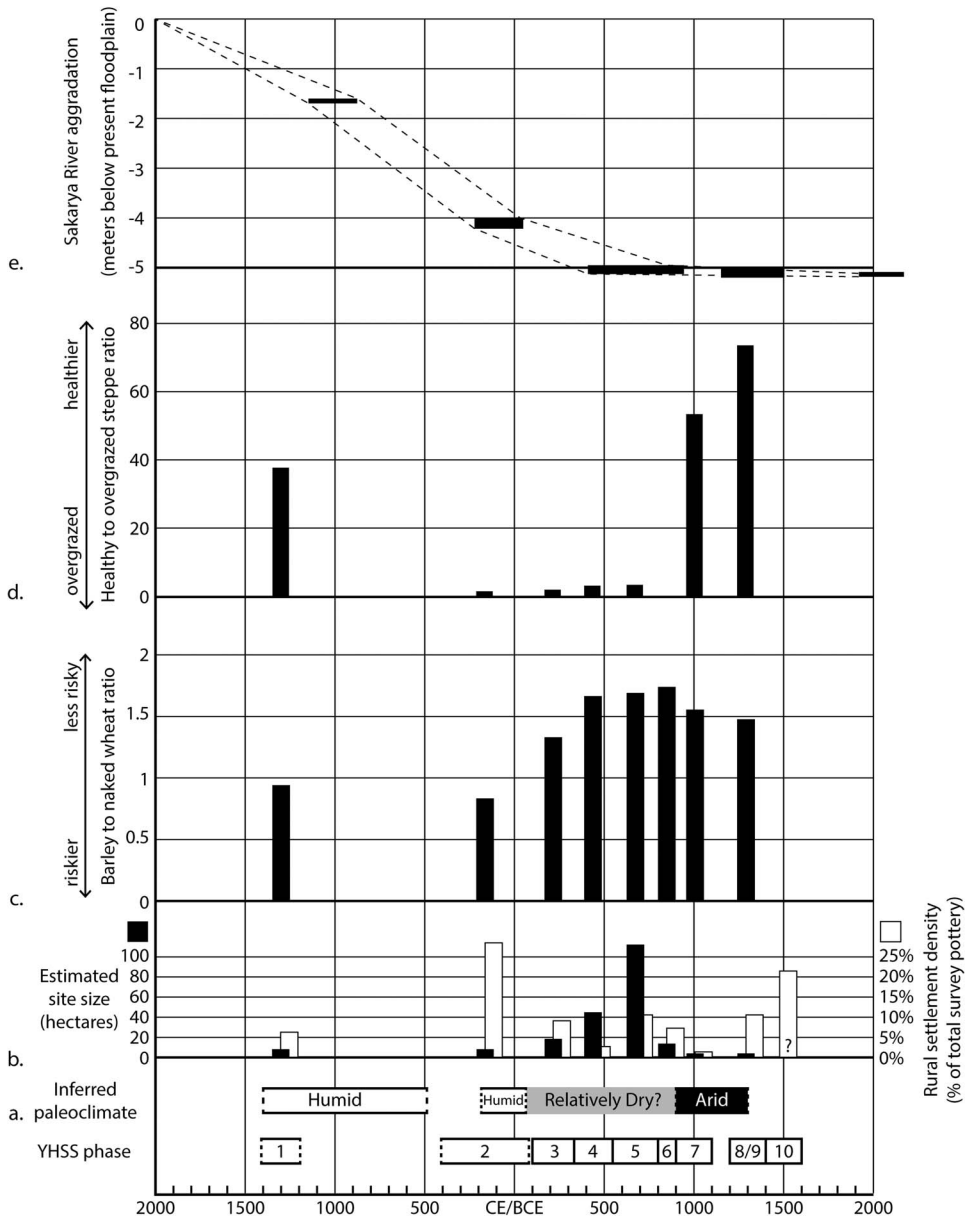 Sakarya River aggradation
(meters below present floodplain)
0
-1
-2
-3
-4
-5
e.
healthier
overgrazed
Healthy to overgrazed steppe ratio
80
60
40
20
0
d.
less risky
riskier
Barley to naked wheat ratio
2
1.5
1
0.5
0
c.
Estimated
site size
(hectares)
100
80
60
40
20
0
25%
20%
15%
10%
5%
0%
Rural settlement density
(% of total survey pottery)
?
b.
Inferred
paleoclimate
Humid
Humid
Relatively Dry?
Arid
a.
YHSS phase
1
2
3
4
5
6
7
8/9
10
2000
1500
1000
500
CE/BCE
500
1000
1500
2000